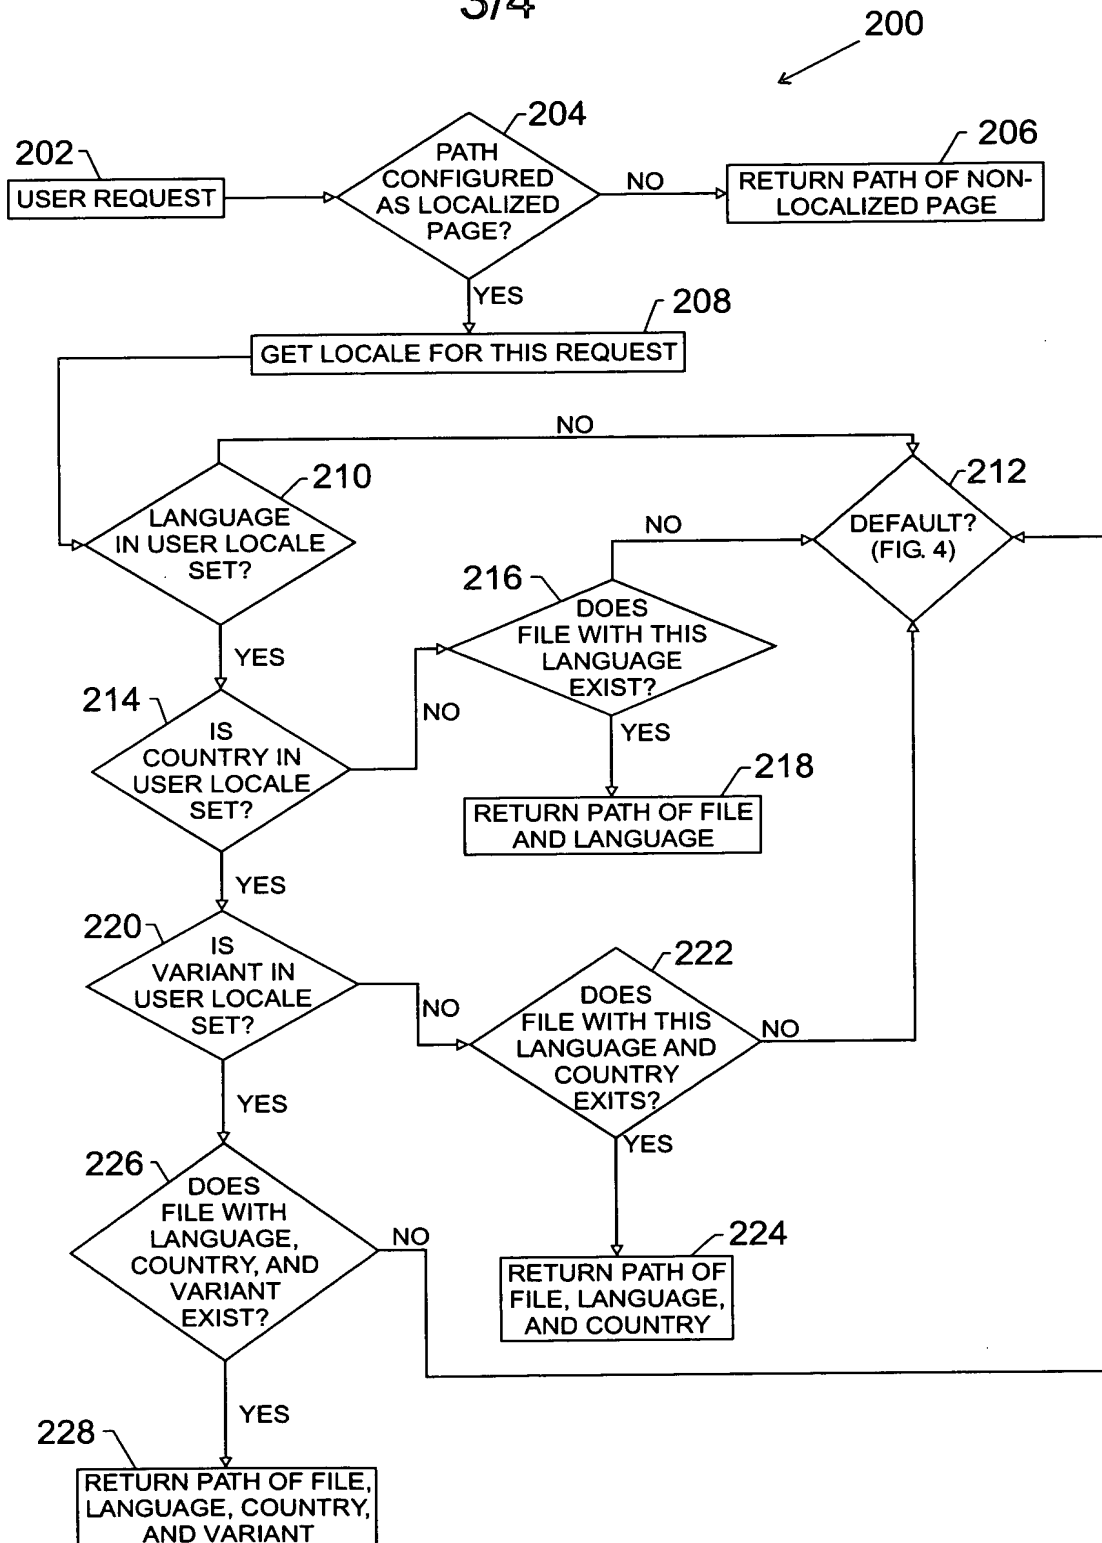 3/4
200
204
202
206
PATH
CONFIGURED
AS LOCALIZED
PAGE?
USER REQUEST
NO
RETURN PATH OF NON-
LOCALIZED PAGE
YES
208
GET LOCALE FOR THIS REQUEST
NO
210
212
LANGUAGE
IN USER LOCALE
SET?
DEFAULT?
(FIG. 4)
NO
216
DOES
FILE WITH THIS
LANGUAGE
EXIST?
YES
214
NO
IS
COUNTRY IN
USER LOCALE
SET?
YES
218
RETURN PATH OF FILE
AND LANGUAGE
YES
220
IS
VARIANT IN
USER LOCALE
SET?
222
NO
DOES
FILE WITH THIS
LANGUAGE AND
COUNTRY
EXITS?
NO
YES
YES
226
DOES
FILE WITH
LANGUAGE,
COUNTRY, AND
VARIANT
EXIST?
NO
224
RETURN PATH OF
FILE, LANGUAGE,
AND COUNTRY
YES
228
RETURN PATH OF FILE,
LANGUAGE, COUNTRY,
AND VARIANT